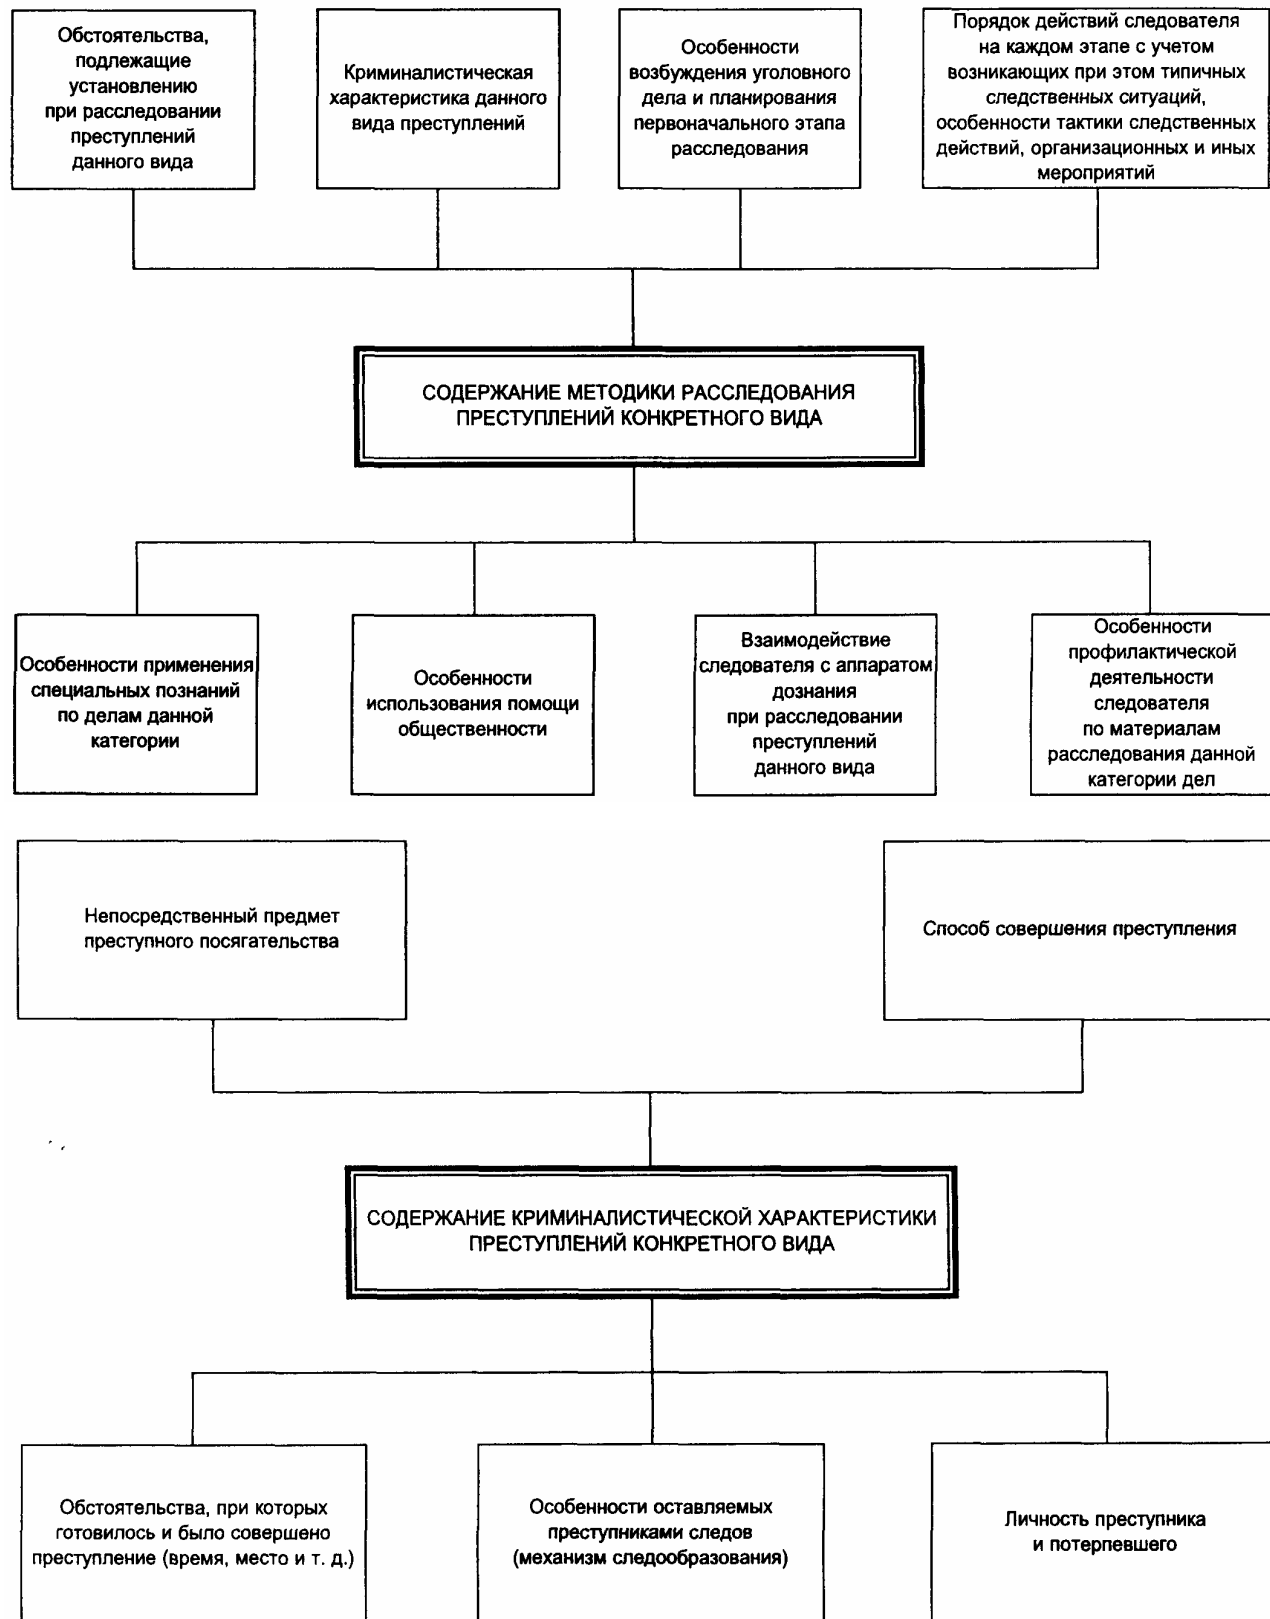 Обстоятельства,
подлежащие
установлению
при расследовании
преступлений
данного вида
Криминалистическая
характеристика данного
вида преступлений
Особенности
возбуждения уголовного
дела и планирования
первоначального этапа
расследования
Порядок действий следователя
на каждом этапе с учетом
возникающих при этом типичных
следственных ситуаций,
особенности тактики следственных
действий, организационных и иных
мероприятий
СОДЕРЖАНИЕ МЕТОДИКИ РАССЛЕДОВАНИЯ
ПРЕСТУПЛЕНИЙ КОНКРЕТНОГО ВИДА
Особенности применения
специальных познаний
по делам данной
категории
Особенности
использования помощи
общественности
Взаимодействие
следователя с аппаратом
дознания
при расследовании
преступлений
данного вида
Особенности
профилактической
деятельности
следователя
по материалам
расследования данной
категории дел
Непосредственный предмет
преступного посягательства
Способ совершения преступления
СОДЕРЖАНИЕ КРИМИНАЛИСТИЧЕСКОЙ ХАРАКТЕРИСТИКИ
ПРЕСТУПЛЕНИЙ КОНКРЕТНОГО ВИДА
Обстоятельства, при которых
готовилось и было совершено
преступление (время, место и т. д.)
Особенности оставляемых
преступниками следов
(механизм следообразования)
Личность преступника
и потерпевшего